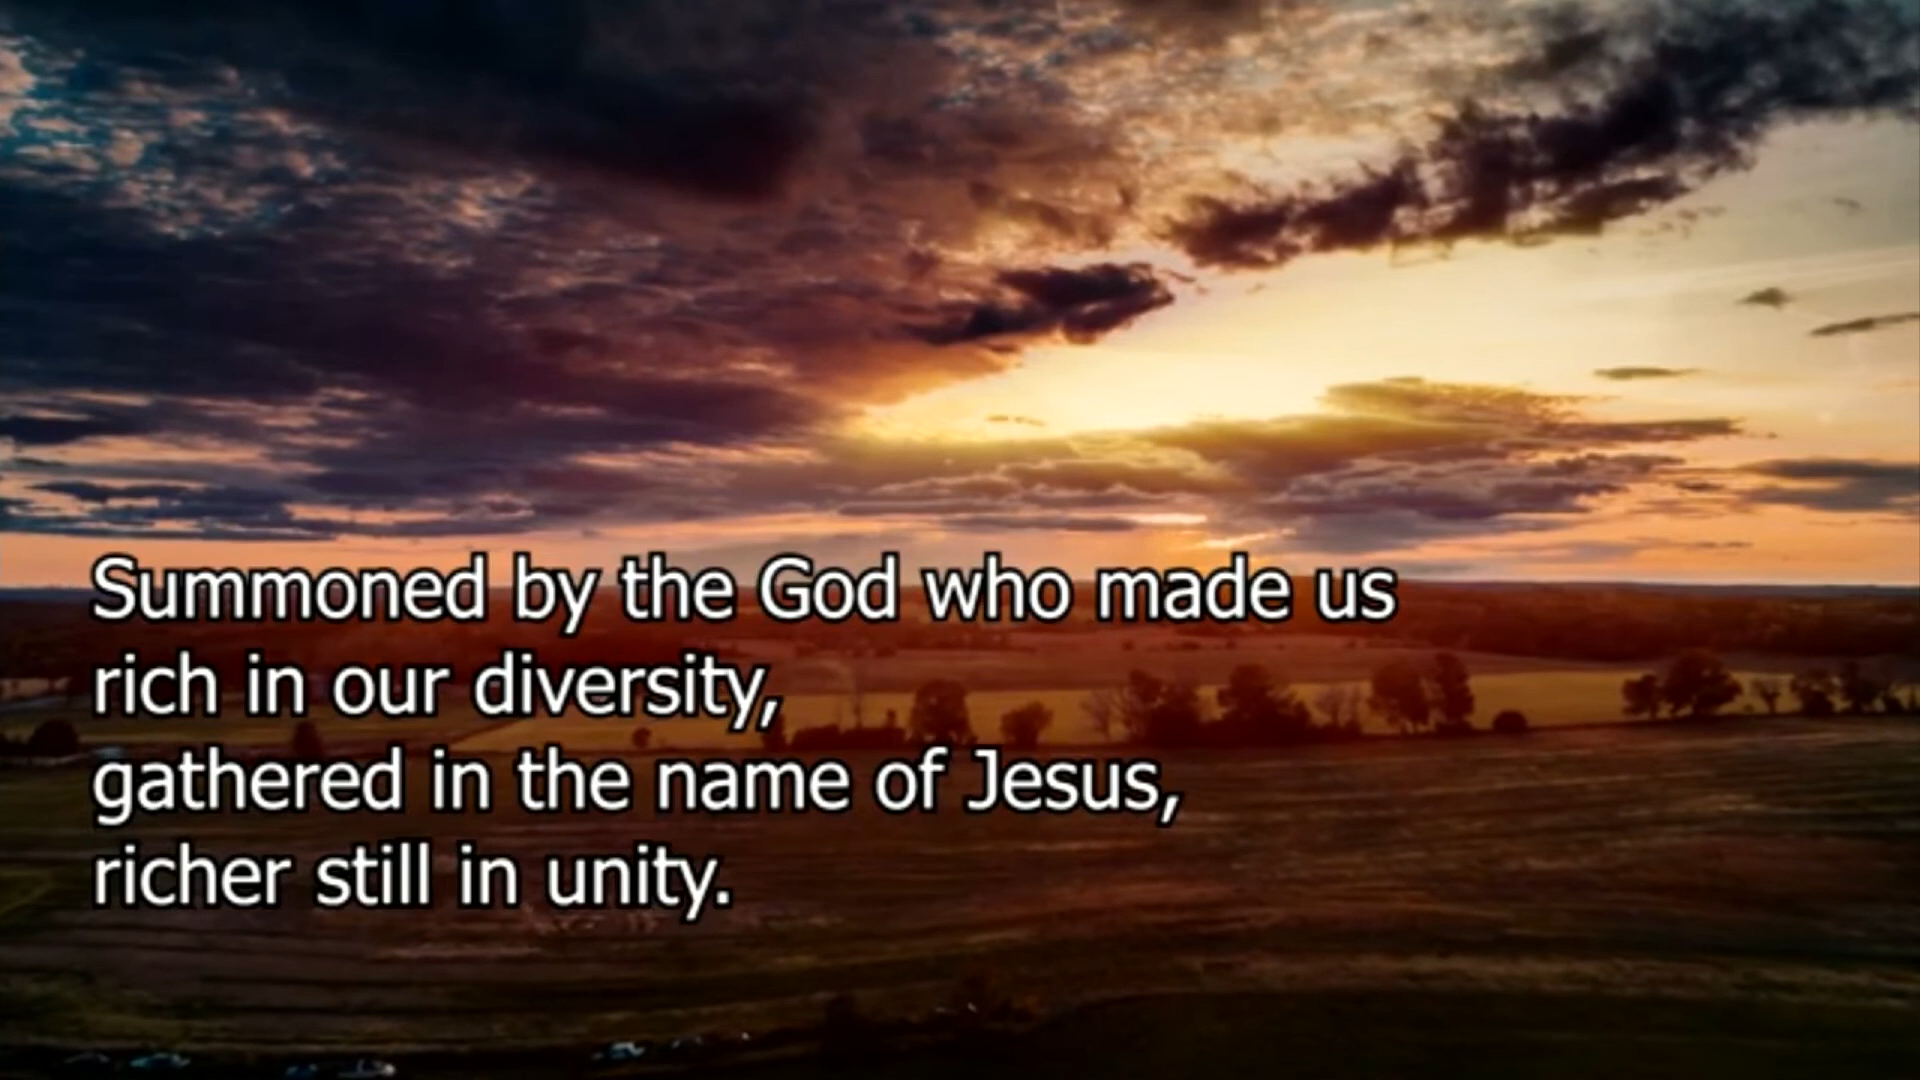 Summoned by the God who made us
rich in our diversity,
gathered in the name of Jesus,
richer still in unity.